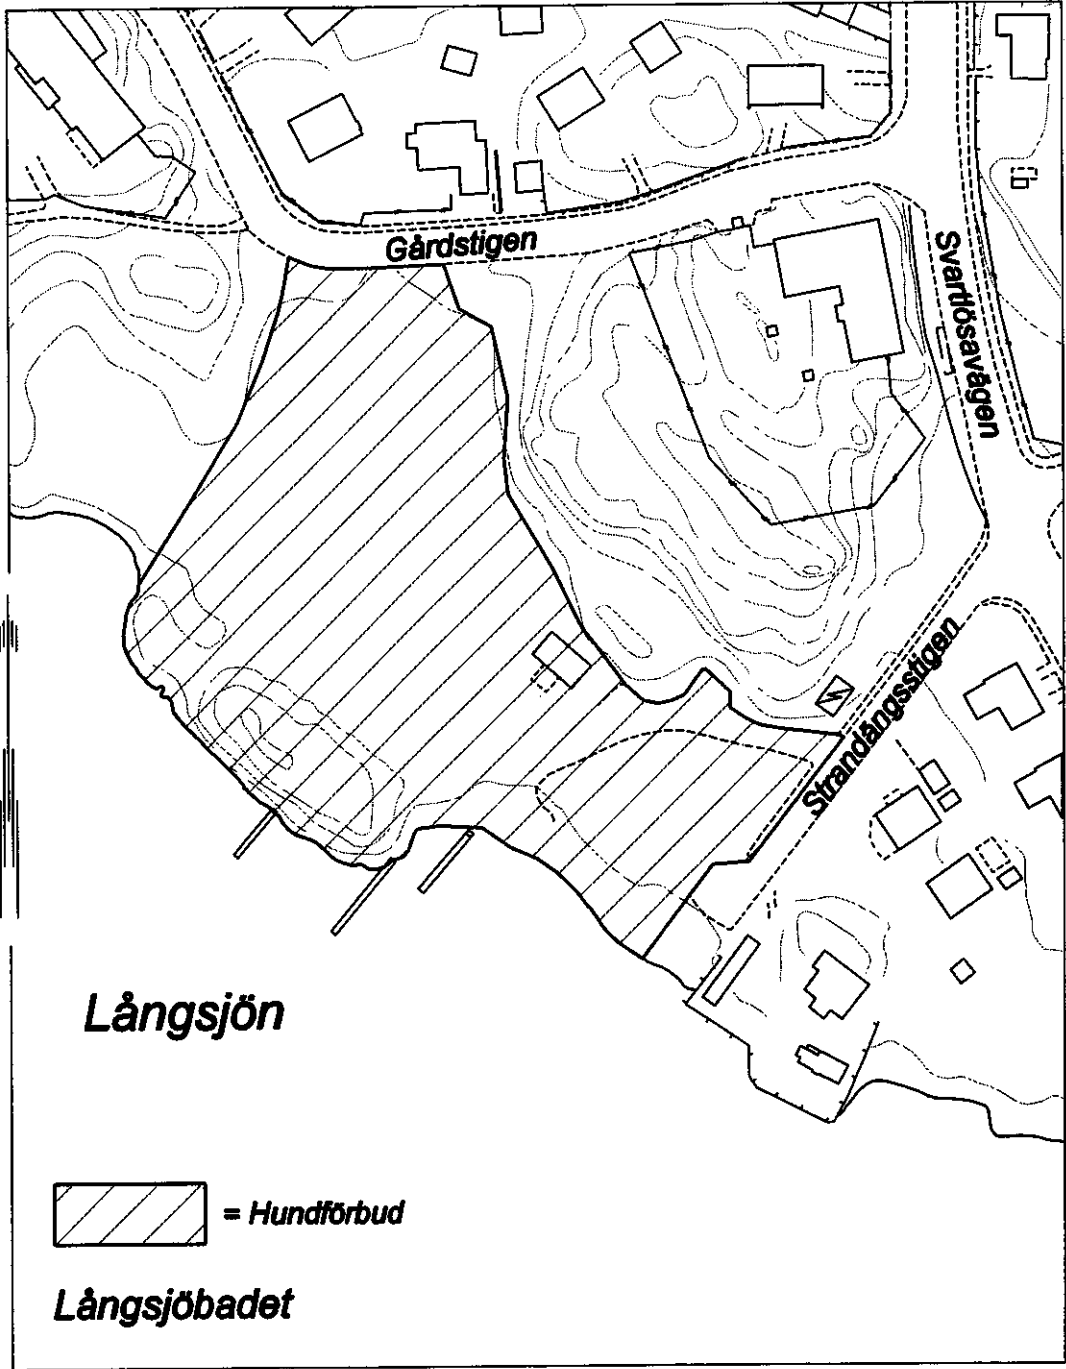 Gårdstigen
Svartlösavägen
Strandängsstigen
Långsjön
= Hundförbud
Långsjöbadet